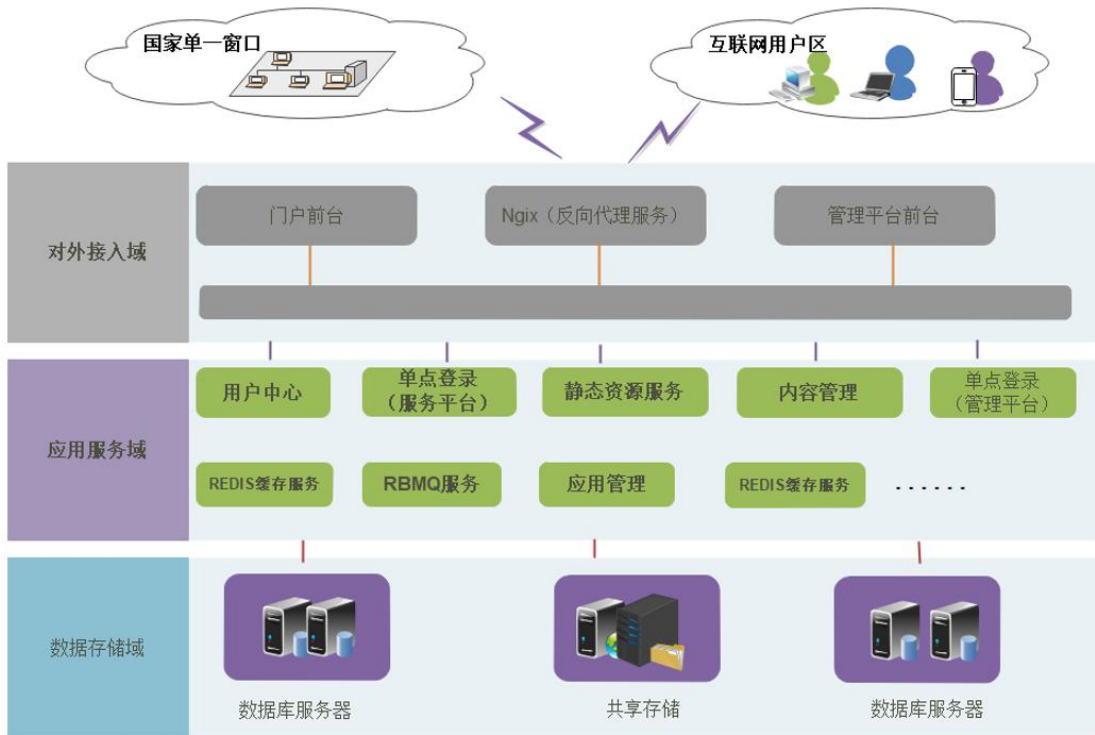 国家单一窗口
互联网用户区
对外接入域
门户前台
Ngix（反向代理服务）
管理平台前台
应用服务域
用户中心
单点登录
（服务平台）
静态资源服务
内容管理
单点登录
（管理平台）
REDIS缓存服务
RBMQ服务
应用管理
REDIS缓存服务
······
数据存储域
数据库服务器
共享存储
数据库服务器